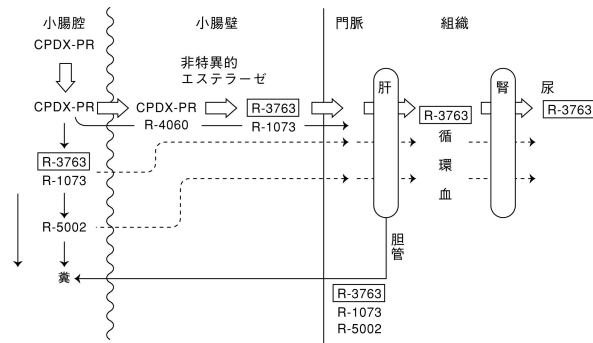 小腸腔
小腸壁
門脈
組織
CPDX-PR
非特異的
エステラーゼ
肝
腎
尿
CPDX-PR
CPDX-PR
R-3763
R-3763
R-3763
R-4060
R-1073
循
環
血
R-3763
R-1073
R-5002
胆
管
糞
R-3763
R-1073
R-5002